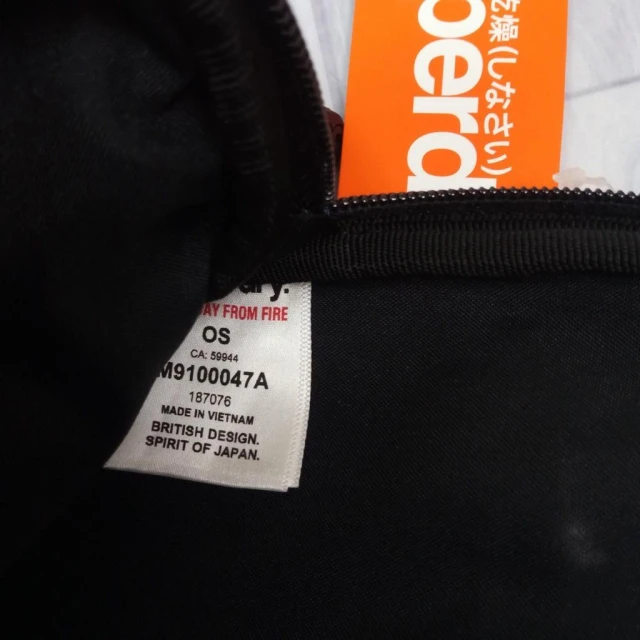 perd
乾燥(しなさい)
ry.
AY FROM FIRE
OS
CA: 59944
M9100047A
187076
MADE IN VIETNAM
BRITISH DESIGN.
SPIRIT OF JAPAN.